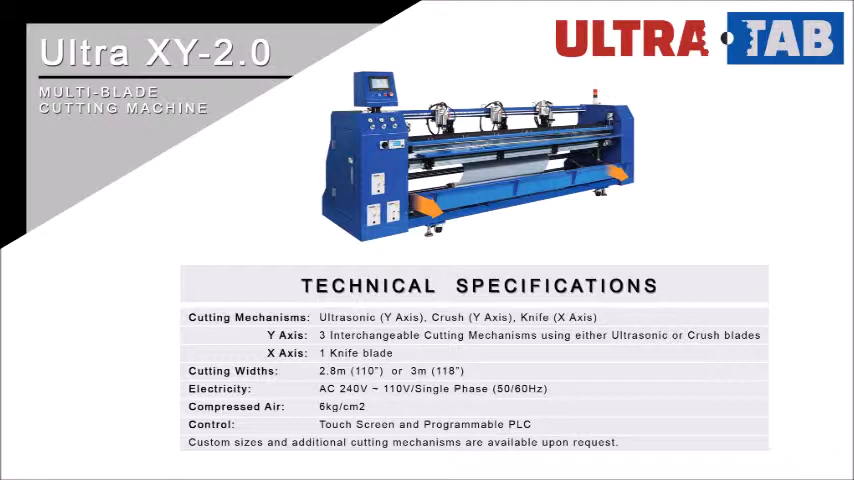 Ultra XY-2.0
MULTI-BLADE
CUTTING MACHINE
ULTRA TAB
TECHNICAL SPECIFICATIONS
Cutting Mechanisms: Ultrasonic (Y Axis), Crush (Y Axis), Knife (X Axis)
Y Axis: 3 Interchangeable Cutting Mechanisms using either Ultrasonic or Crush blades
X Axis: 1 Knife blade
Cutting Widths: 2.8m (110”) or 3m (118”)
Electricity: AC 240V ~ 110V/Single Phase (50/60Hz)
Compressed Air: 6kg/cm2
Control: Touch Screen and Programmable PLC
Custom sizes and additional cutting mechanisms are available upon request.